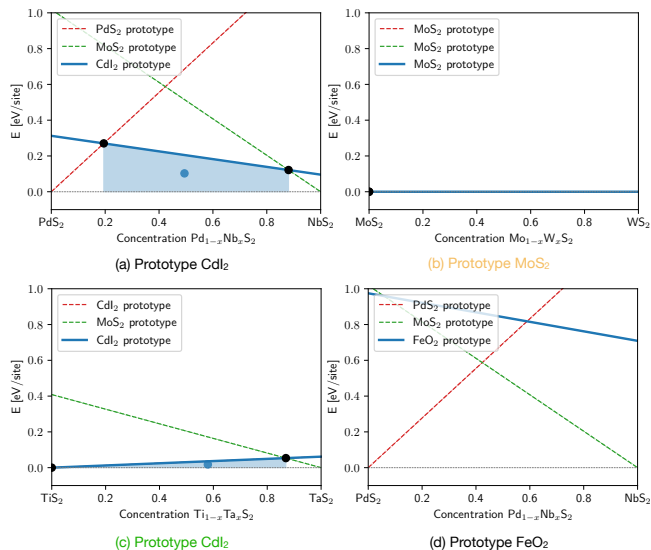 PdS₂ prototype
MoS₂ prototype
CdI₂ prototype
E [eV/site]
1.0
0.8
0.6
0.4
0.2
0.0
PdS₂ 0.2 0.4 0.6 0.8 NbS₂
Concentration Pd₁₋ₓNbₓS₂
(a) Prototype CdI₂
MoS₂ prototype
MoS₂ prototype
MoS₂ prototype
E [eV/site]
1.0
0.8
0.6
0.4
0.2
0.0
MoS₂ 0.2 0.4 0.6 0.8 WS₂
Concentration Mo₁₋ₓWₓS₂
(b) Prototype MoS₂
CdI₂ prototype
MoS₂ prototype
CdI₂ prototype
E [eV/site]
1.0
0.8
0.6
0.4
0.2
0.0
TiS₂ 0.2 0.4 0.6 0.8 TaS₂
Concentration Ti₁₋ₓTaₓS₂
(c) Prototype CdI₂
PdS₂ prototype
MoS₂ prototype
FeO₂ prototype
E [eV/site]
1.0
0.8
0.6
0.4
0.2
0.0
PdS₂ 0.2 0.4 0.6 0.8 NbS₂
Concentration Pd₁₋ₓNbₓS₂
(d) Prototype FeO₂